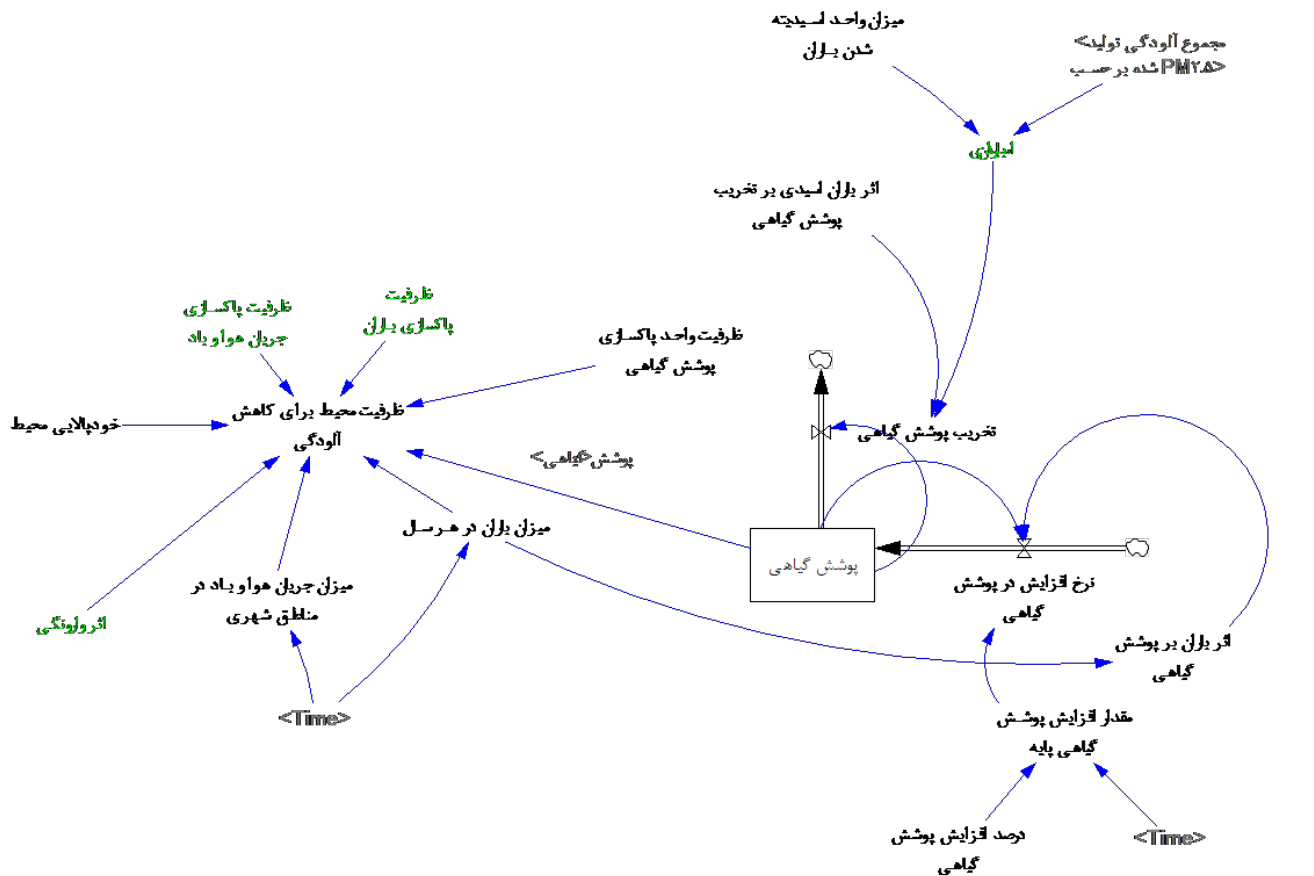 میزان واحد اسیدیته
شدن باران
مجموع آلودگی تولید>
<PM۲.۵ شده بر حسب
اثر باران اسیدی بر تخریب
پوشش گیاهی
ظرفیت پاکسازی
جریان هوا و باد
ظرفیت
پاکسازی باران
ظرفیت واحد پاکسازی
پوشش گیاهی
ظرفیت محیط برای کاهش
آلودگی
خودپالایی محیط
تخریب پوشش گیاهی
<پوشش گیاهی>
میزان باران در هر سال
پوشش گیاهی
نرخ افزایش در پوشش
گیاهی
میزان جریان هوا و باد در
مناطق شهری
اثر وارونگی
اثر باران بر پوشش
گیاهی
<Time>
مقدار افزایش پوشش
گیاهی پایه
درصد افزایش پوشش
گیاهی
<Time>